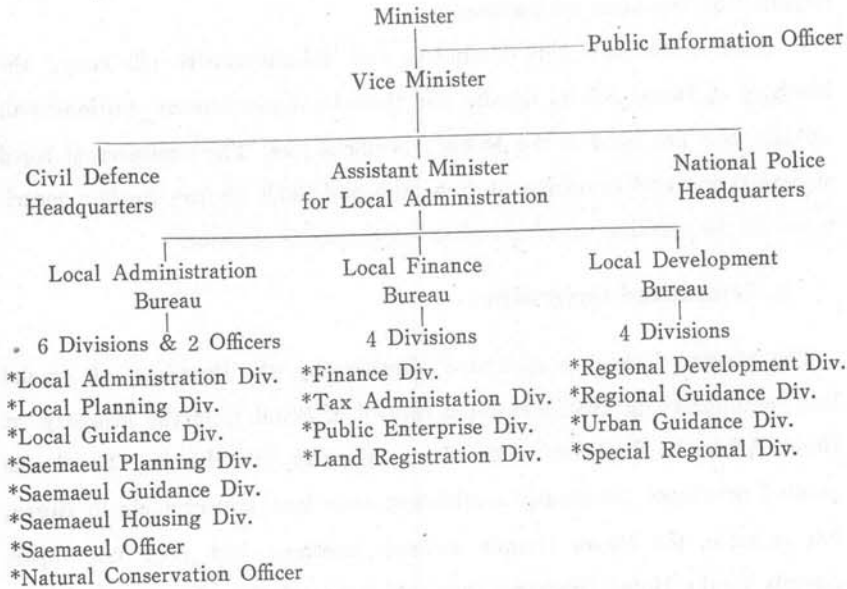 Minister
Public Information Officer
Vice Minister
Civil Defence
Headquarters
Assistant Minister
for Local Administration
National Police
Headquarters
Local Administration
Bureau
6 Divisions & 2 Officers
*Local Administration Div.
*Local Planning Div.
*Local Guidance Div.
*Saemaeul Planning Div.
*Saemaeul Guidance Div.
*Saemaeul Housing Div.
*Saemaeul Officer
*Natural Conservation Officer
Local Finance
Bureau
4 Divisions
*Finance Div.
*Tax Administation Div.
*Public Enterprise Div.
*Land Registration Div.
Local Development
Bureau
4 Divisions
*Regional Development Div.
*Regional Guidance Div.
*Urban Guidance Div.
*Special Regional Div.